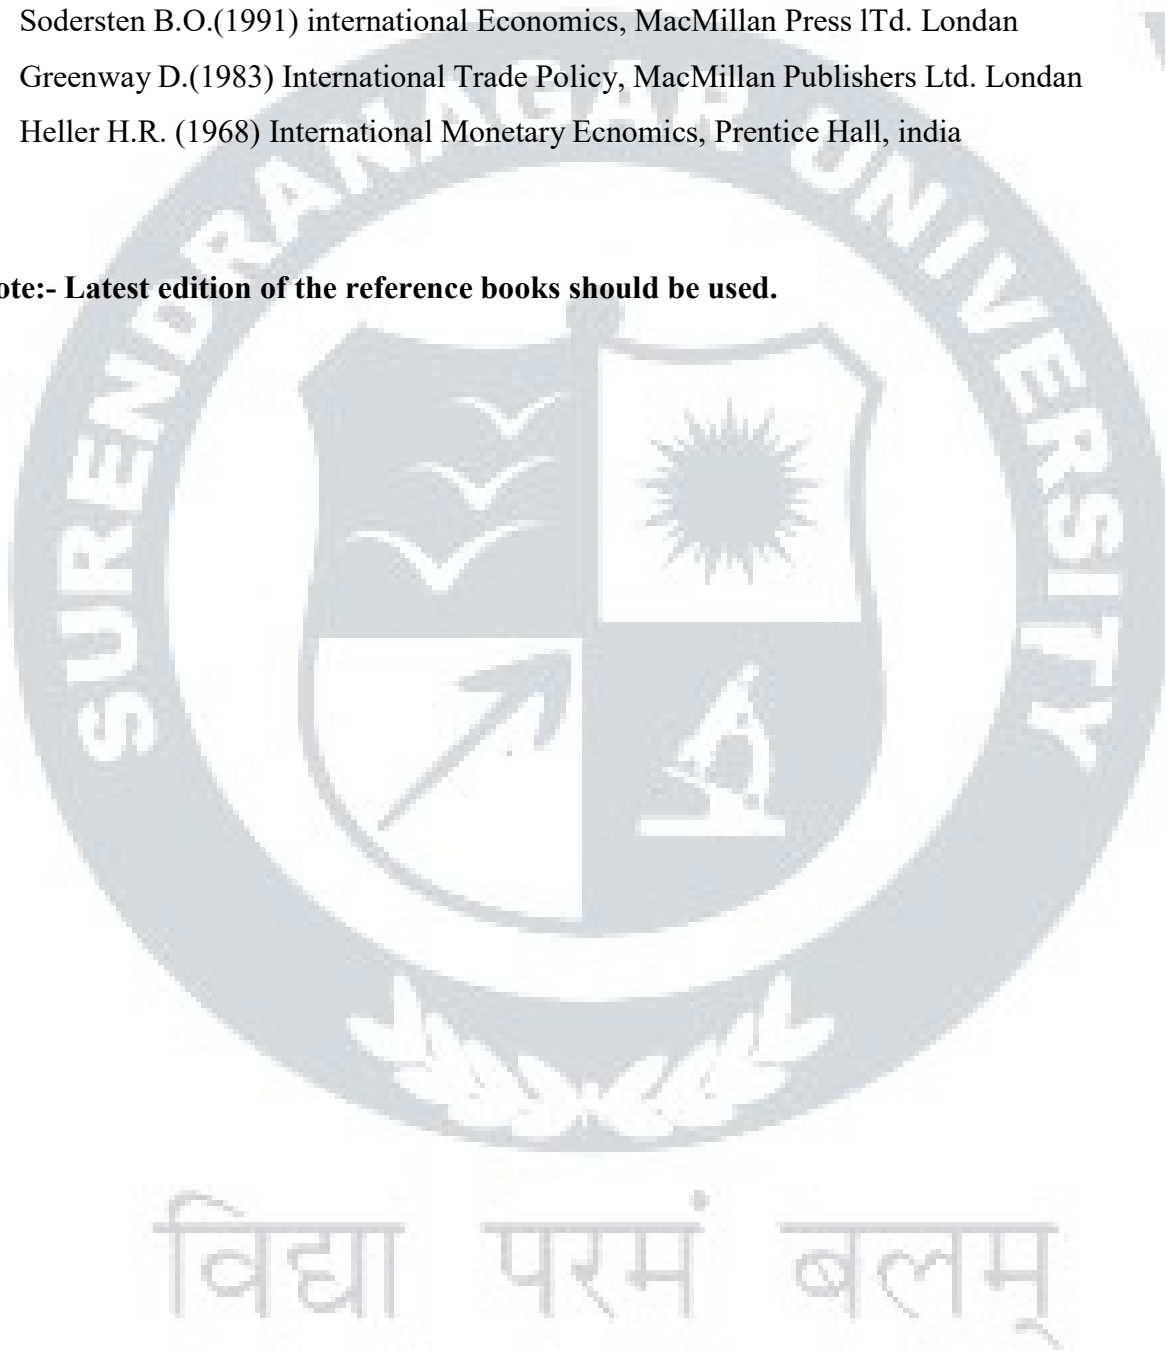 Sodersten B.O.(1991) international Economics, MacMillan Press lTd. Londan
Greenway D.(1983) International Trade Policy, MacMillan Publishers Ltd. Londan
Heller H.R. (1968) International Monetary Ecnomics, Prentice Hall, india
ote:- Latest edition of the reference books should be used.
SURENDRANAGAR UNIVERSITY
विद्या परमं बलम्